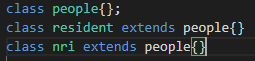 class people{};
class resident extends people{}
class nri extends people{}